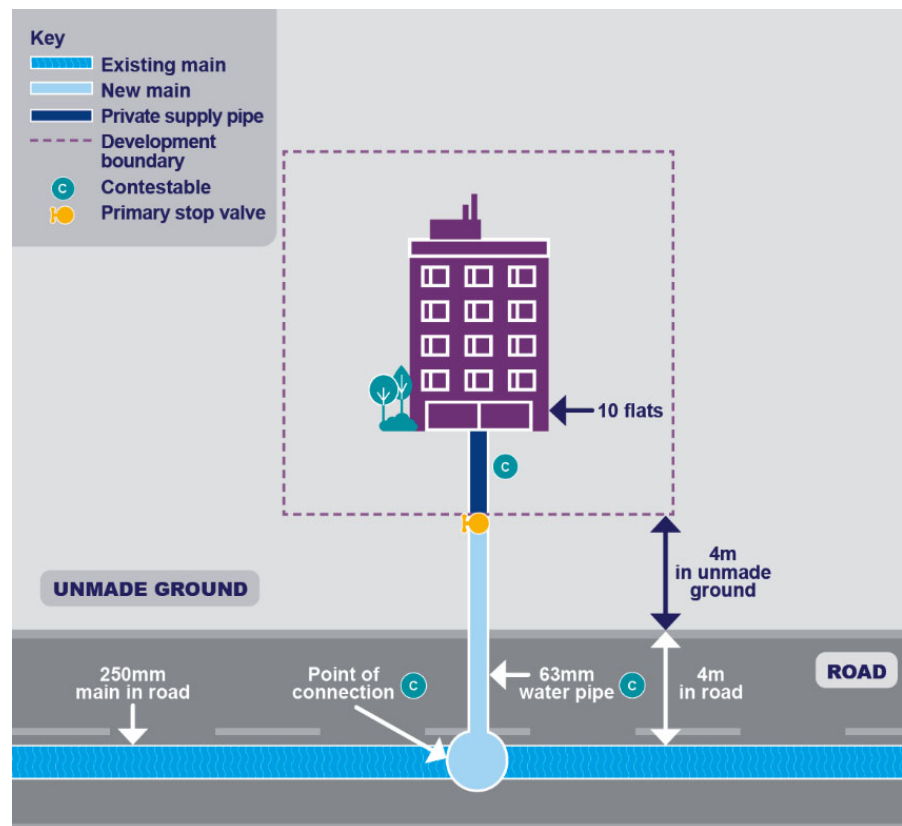 Key
Existing main
New main
Private supply pipe
Development
boundary
C
Contestable
Primary stop valve
10 flats
C
4m
in unmade
ground
UNMADE GROUND
250mm
main in road
Point of
connection C
63mm
water pipe C
4m
in road
ROAD